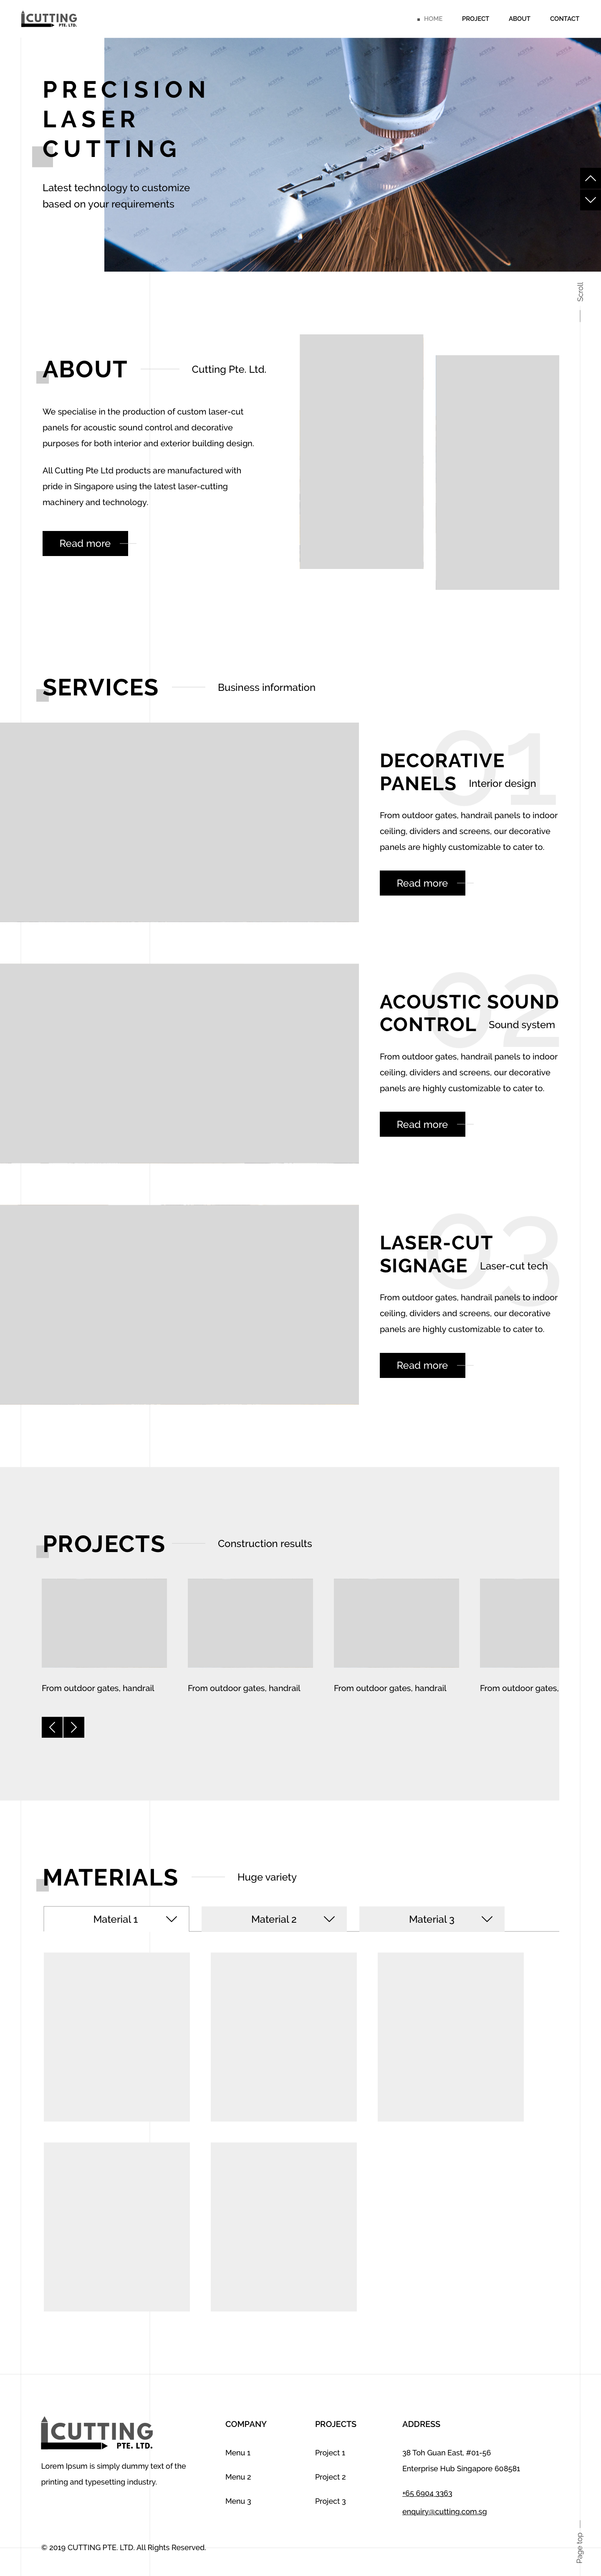 CUTTING
PTE. LTD.
HOME PROJECT ABOUT CONTACT
PRECISION
LASER
CUTTING
Latest technology to customize
based on your requirements
Scroll
ABOUT Cutting Pte. Ltd.
We specialise in the production of custom laser-cut
panels for acoustic sound control and decorative
purposes for both interior and exterior building design.
All Cutting Pte Ltd products are manufactured with
pride in Singapore using the latest laser-cutting
machinery and technology.
Read more
SERVICES Business information
01
DECORATIVE
PANELS Interior design
From outdoor gates, handrail panels to indoor
ceiling, dividers and screens, our decorative
panels are highly customizable to cater to.
Read more
02
ACOUSTIC SOUND
CONTROL Sound system
From outdoor gates, handrail panels to indoor
ceiling, dividers and screens, our decorative
panels are highly customizable to cater to.
Read more
03
LASER-CUT
SIGNAGE Laser-cut tech
From outdoor gates, handrail panels to indoor
ceiling, dividers and screens, our decorative
panels are highly customizable to cater to.
Read more
PROJECTS Construction results
From outdoor gates, handrail From outdoor gates, handrail From outdoor gates, handrail From outdoor gates,
MATERIALS Huge variety
Material 1 Material 2 Material 3
CUTTING
PTE. LTD.
Lorem Ipsum is simply dummy text of the
printing and typesetting industry.
COMPANY
Menu 1
Menu 2
Menu 3
PROJECTS
Project 1
Project 2
Project 3
ADDRESS
38 Toh Guan East, #01-56
Enterprise Hub Singapore 608581
+65 6904 3363
enquiry@cutting.com.sg
© 2019 CUTTING PTE. LTD. All Rights Reserved.
Page top